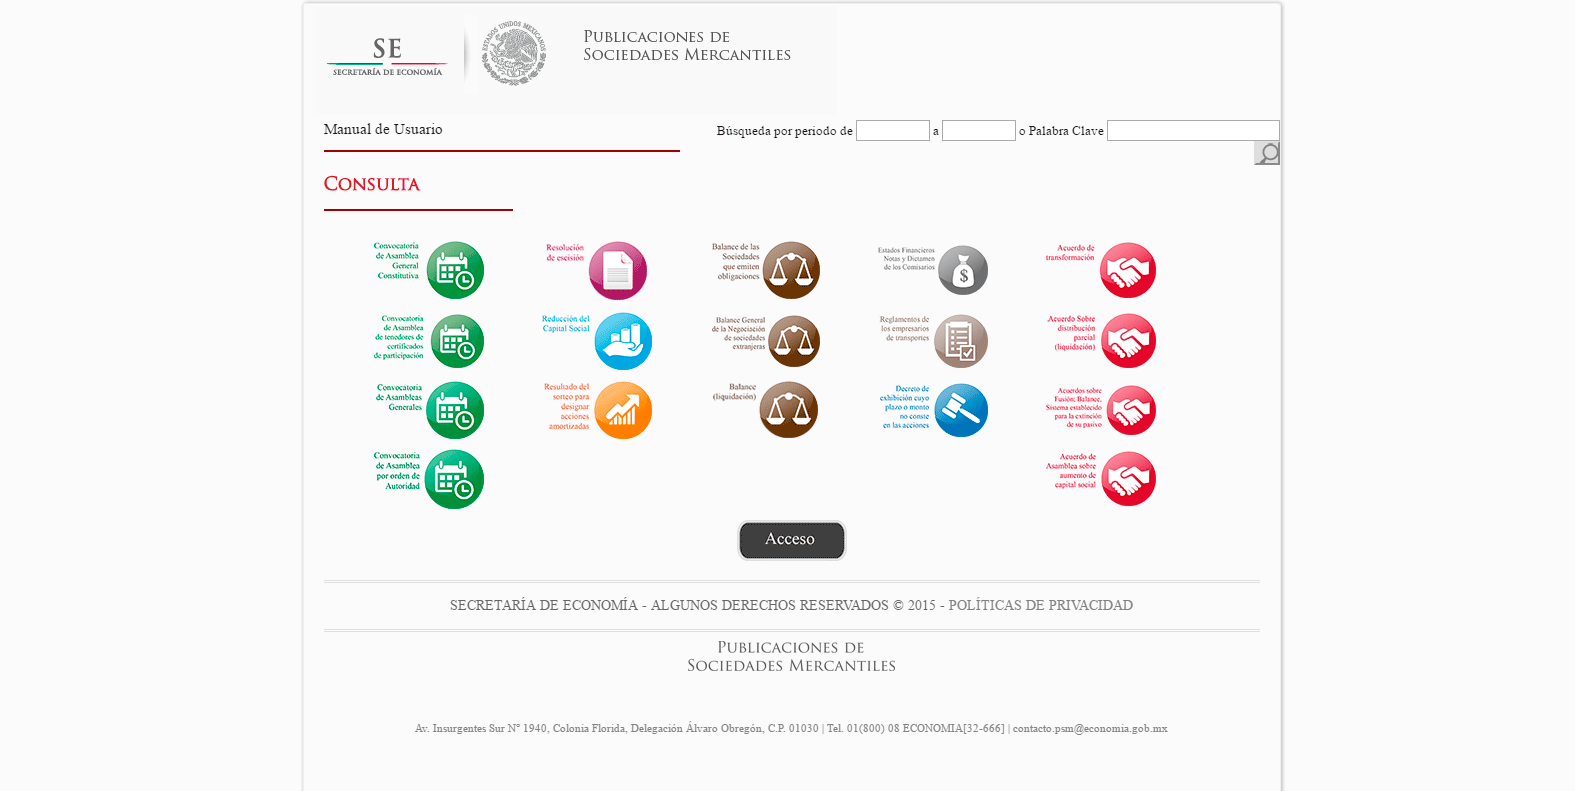 SE
SECRETARÍA DE ECONOMÍA
ESTADOS UNIDOS MEXICANOS
PUBLICACIONES DE
SOCIEDADES MERCANTILES
Manual de Usuario
Búsqueda por periodo de
a
o Palabra Clave
CONSULTA
Convocatoria
de Asamblea
General
Constitutiva
Resolución
de escisión
Balance de las
Sociedades
que emiten
obligaciones
Estados Financieros
Notas y Dictamen
de los Comisarios
$
Acuerdo de
transformación
Convocatoria
de Asamblea
de tenedores de
certificados
de participación
Reducción del
Capital Social
Balance General
de la Negociación
de sociedades
extranjeras
Reglamentos de
los empresarios
de transportes
Acuerdo Sobre
distribución
parcial
(liquidación)
Convocatoria
de Asambleas
Generales
Resultado del
sorteo para
designar
acciones
amortizadas
Balance
(liquidación)
Decreto de
exhibición cuyo
plazo o monto
no conste
en las acciones
Acuerdos sobre
Fusión; Balance,
Sistema establecido
para la extinción
de su pasivo
Convocatoria
de Asamblea
por orden de
Autoridad
Acuerdo de
Asamblea sobre
aumento de
capital social
Acceso
SECRETARÍA DE ECONOMÍA - ALGUNOS DERECHOS RESERVADOS © 2015 - POLÍTICAS DE PRIVACIDAD
PUBLICACIONES DE
SOCIEDADES MERCANTILES
Av. Insurgentes Sur N° 1940, Colonia Florida, Delegación Álvaro Obregón, C.P. 01030 | Tel. 01(800) 08 ECONOMIA[32-666] | contacto.psm@economia.gob.mx